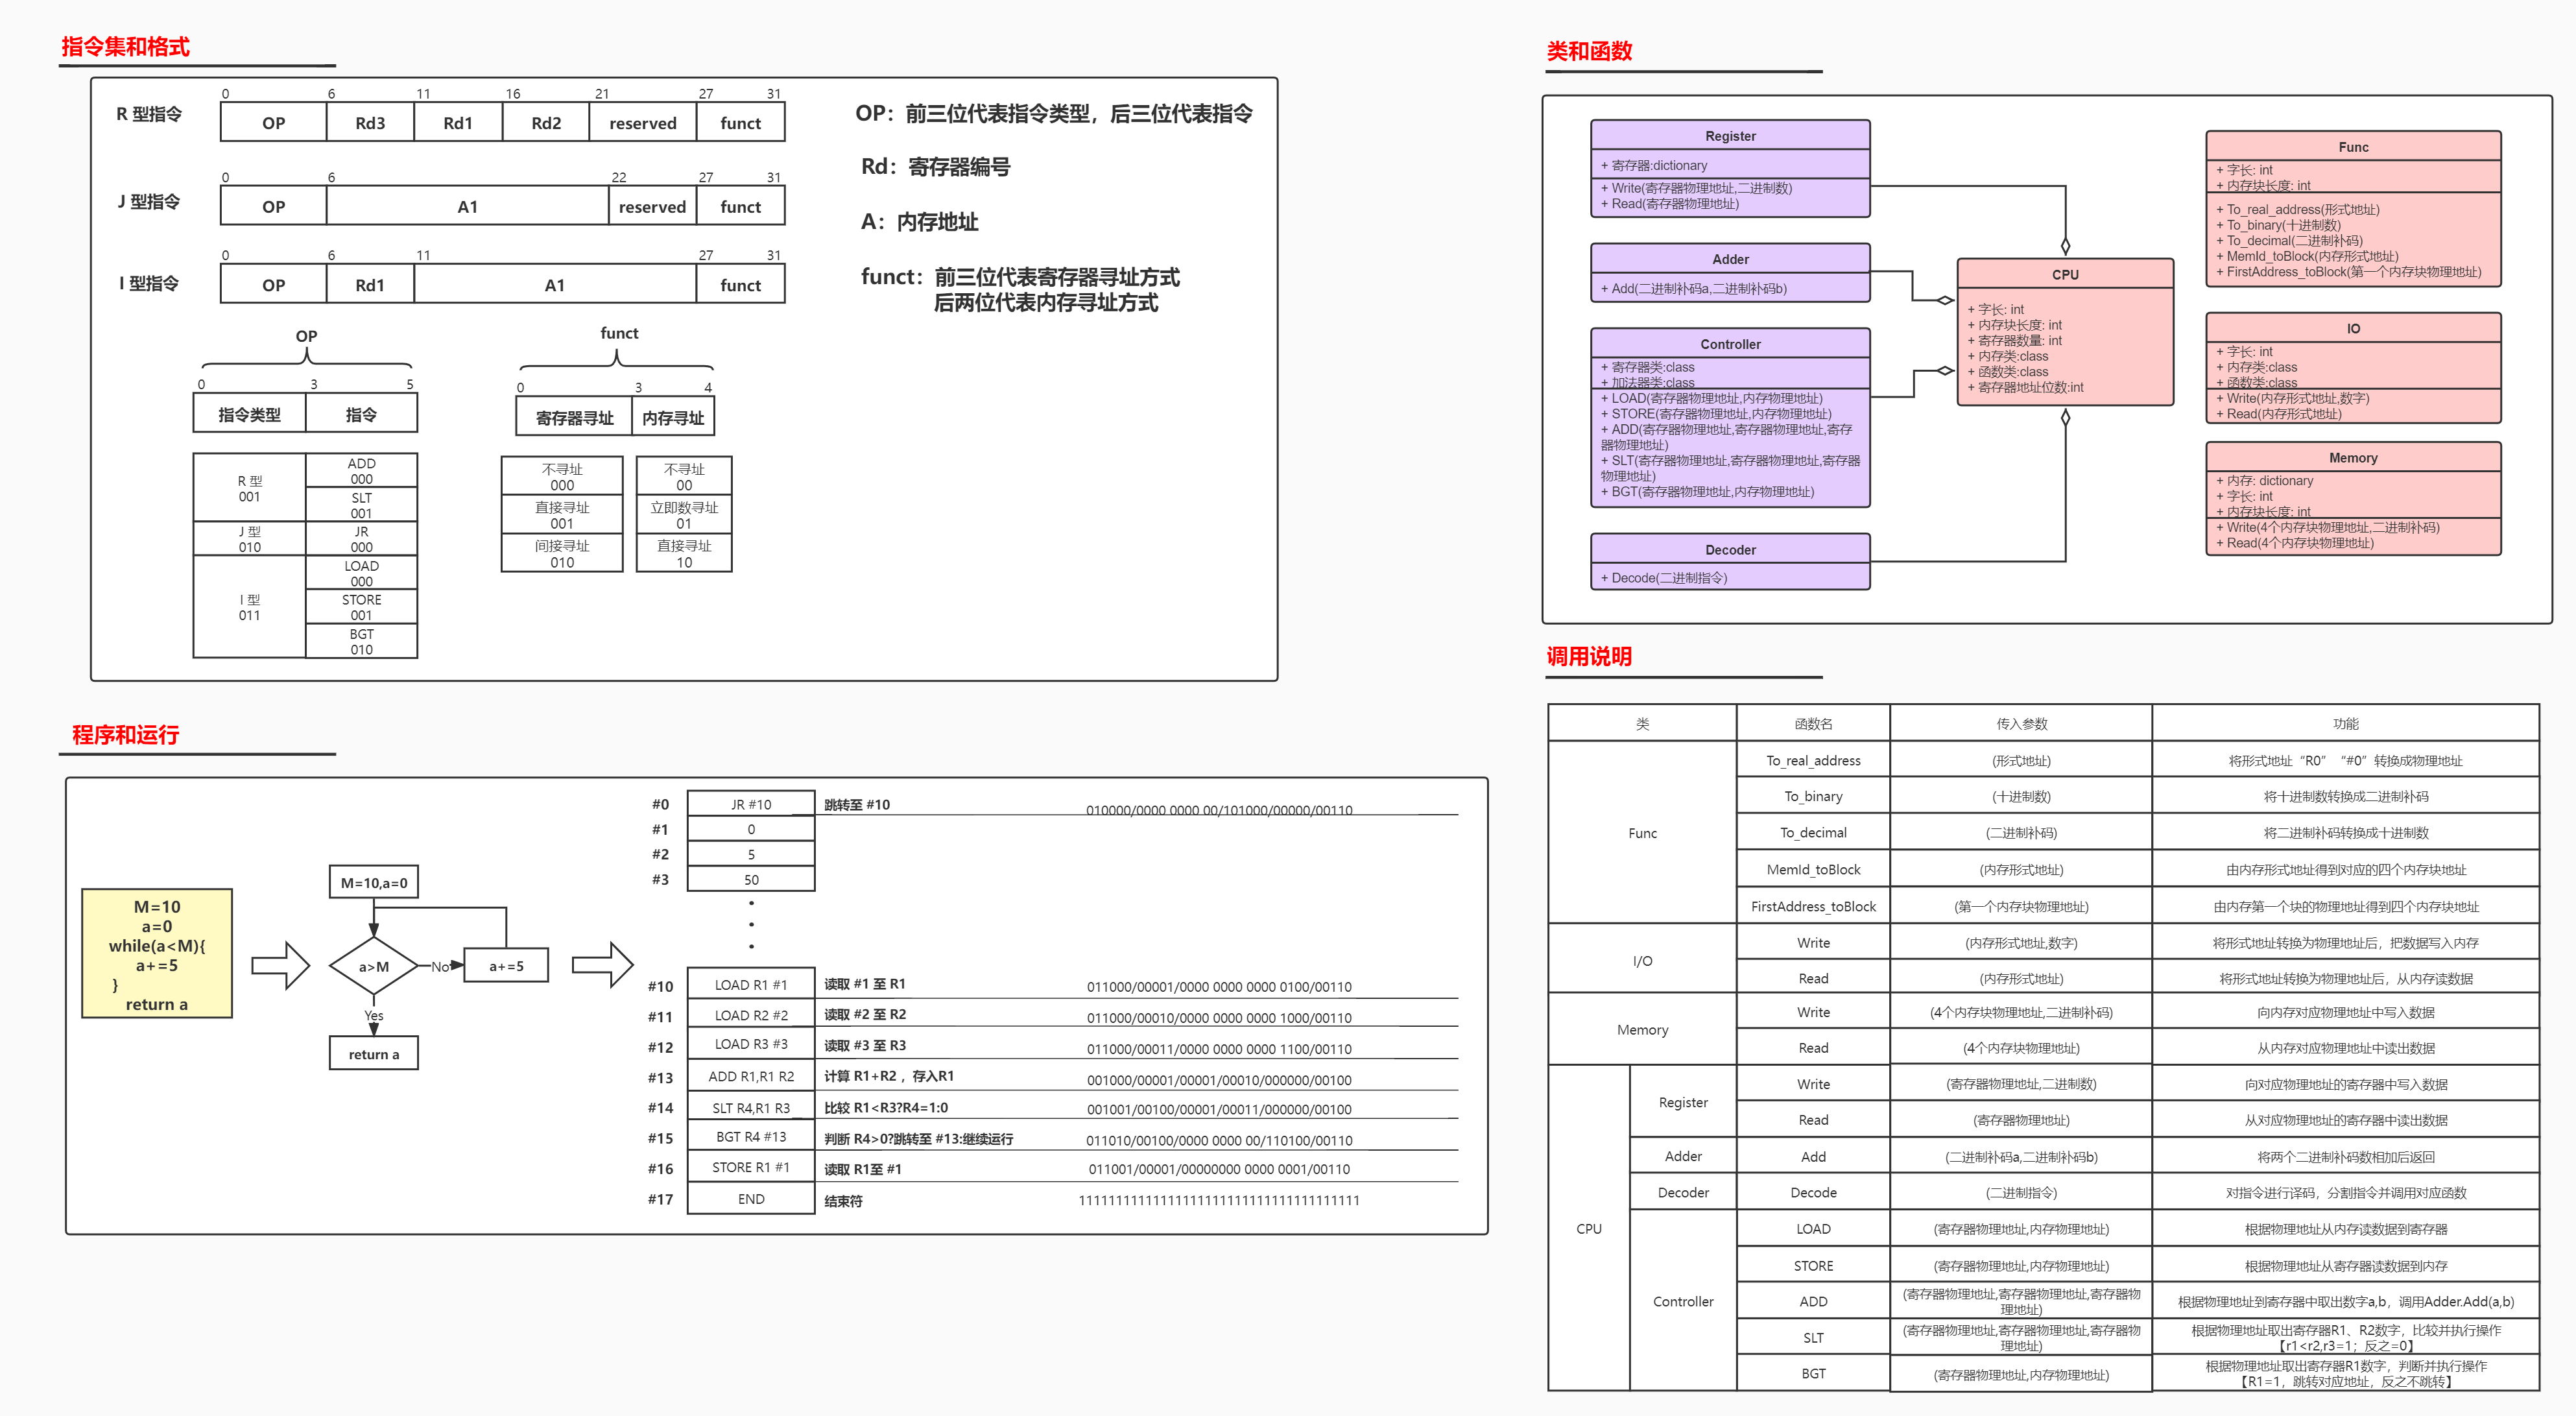 指令集和格式
R 型指令
0 6 11 16 21 27 31
OP Rd3 Rd1 Rd2 reserved funct
J 型指令
0 6 22 27 31
OP A1 reserved funct
I 型指令
0 6 11 27 31
OP Rd1 A1 funct
OP：前三位代表指令类型，后三位代表指令
Rd：寄存器编号
A：内存地址
funct：前三位代表寄存器寻址方式
后两位代表内存寻址方式
OP
0 3 5
指令类型 指令
R 型
001
ADD
000
SLT
001
J 型
010
JR
000
I 型
011
LOAD
000
STORE
001
BGT
010
funct
0 3 4
寄存器寻址 内存寻址
不寻址
000
直接寻址
001
间接寻址
010
不寻址
00
立即数寻址
01
直接寻址
10
程序和运行
M=10
a=0
while(a<M){
a+=5
}
return a
M=10,a=0
a>M
No
a+=5
Yes
return a
#0 JR #10 跳转至 #10 010000/0000 0000 00/101000/00000/00110
#1 0
#2 5
#3 50
#10 LOAD R1 #1 读取 #1 至 R1 011000/00001/0000 0000 0000 0100/00110
#11 LOAD R2 #2 读取 #2 至 R2 011000/00010/0000 0000 0000 1000/00110
#12 LOAD R3 #3 读取 #3 至 R3 011000/00011/0000 0000 0000 1100/00110
#13 ADD R1,R1 R2 计算 R1+R2 ，存入R1 001000/00001/00001/00010/000000/00100
#14 SLT R4,R1 R3 比较 R1<R3?R4=1:0 001001/00100/00001/00011/000000/00100
#15 BGT R4 #13 判断 R4>0?跳转至 #13:继续运行 011010/00100/0000 0000 00/110100/00110
#16 STORE R1 #1 读取 R1至 #1 011001/00001/00000000 0000 0001/00110
#17 END 结束符
类和函数
Register
+ 寄存器:dictionary
+ Write(寄存器物理地址,二进制数)
+ Read(寄存器物理地址)
Adder
+ Add(二进制补码a,二进制补码b)
Controller
+ 寄存器类:class
+ 加法器类:class
+ LOAD(寄存器物理地址,内存物理地址)
+ STORE(寄存器物理地址,内存物理地址)
+ ADD(寄存器物理地址,寄存器物理地址,寄存
器物理地址)
+ SLT(寄存器物理地址,寄存器物理地址,寄存器
物理地址)
+ BGT(寄存器物理地址,内存物理地址)
Decoder
+ Decode(二进制指令)
CPU
+ 字长: int
+ 内存块长度: int
+ 寄存器数量: int
+ 内存类:class
+ 函数类:class
+ 寄存器地址位数:int
Func
+ 字长: int
+ 内存块长度: int
+ To_real_address(形式地址)
+ To_binary(十进制数)
+ To_decimal(二进制补码)
+ MemId_toBlock(内存形式地址)
+ FirstAddress_toBlock(第一个内存块物理地址)
IO
+ 字长: int
+ 内存类:class
+ 函数类:class
+ Write(内存形式地址,数字)
+ Read(内存形式地址)
Memory
+ 内存: dictionary
+ 字长: int
+ 内存块长度: int
+ Write(4个内存块物理地址,二进制补码)
+ Read(4个内存块物理地址)
调用说明
类 函数名 传入参数 功能
Func
To_real_address (形式地址) 将形式地址“R0” “#0”转换成物理地址
To_binary (十进制数) 将十进制数转换成二进制补码
To_decimal (二进制补码) 将二进制补码转换成十进制数
MemId_toBlock (内存形式地址) 由内存形式地址得到对应的四个内存块地址
FirstAddress_toBlock (第一个内存块物理地址) 由内存第一个块的物理地址得到四个内存块地址
I/O
Write (内存形式地址,数字) 将形式地址转换为物理地址后，把数据写入内存
Read (内存形式地址) 将形式地址转换为物理地址后，从内存读数据
Memory
Write (4个内存块物理地址,二进制补码) 向内存对应物理地址中写入数据
Read (4个内存块物理地址) 从内存对应物理地址中读出数据
CPU
Register
Write (寄存器物理地址,二进制数) 向对应物理地址的寄存器中写入数据
Read (寄存器物理地址) 从对应物理地址的寄存器中读出数据
Adder Add (二进制补码a,二进制补码b) 将两个二进制补码数相加后返回
Decoder Decode (二进制指令) 对指令进行译码，分割指令并调用对应函数
Controller
LOAD (寄存器物理地址,内存物理地址) 根据物理地址从内存读数据到寄存器
STORE (寄存器物理地址,内存物理地址) 根据物理地址从寄存器读数据到内存
ADD (寄存器物理地址,寄存器物理地址,寄存器物
理地址) 根据物理地址到寄存器中取出数字a,b，调用Adder.Add(a,b)
SLT (寄存器物理地址,寄存器物理地址,寄存器物
理地址) 根据物理地址取出寄存器R1、R2数字，比较并执行操作
【r1<r2,r3=1；反之=0】
BGT (寄存器物理地址,内存物理地址) 根据物理地址取出寄存器R1数字，判断并执行操作
【R1=1，跳转对应地址，反之不跳转】